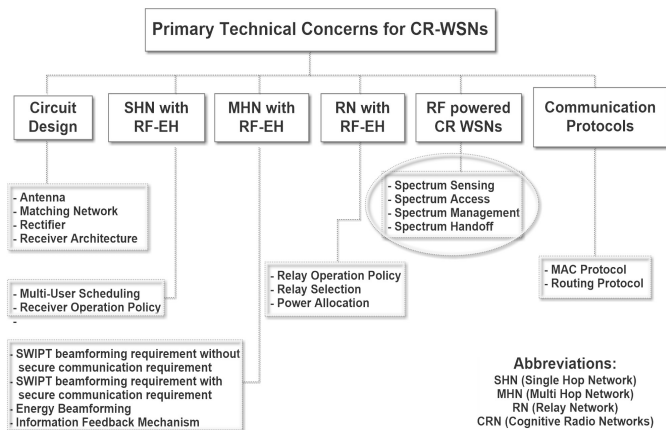 Primary Technical Concerns for CR-WSNs
Circuit
Design
SHN with
RF-EH
MHN with
RF-EH
RN with
RF-EH
RF powered
CR WSNs
Communication
Protocols
- Antenna
- Matching Network
- Rectifier
- Receiver Architecture
- Multi-User Scheduling
- Receiver Operation Policy
-
- SWIPT beamforming requirement without
secure communication requirement
- SWIPT beamforming requirement with
secure communication requirement
- Energy Beamforming
- Information Feedback Mechanism
- Relay Operation Policy
- Relay Selection
- Power Allocation
- Spectrum Sensing
- Spectrum Access
- Spectrum Management
- Spectrum Handoff
- MAC Protocol
- Routing Protocol
Abbreviations:
SHN (Single Hop Network)
MHN (Multi Hop Network)
RN (Relay Network)
CRN (Cognitive Radio Networks)